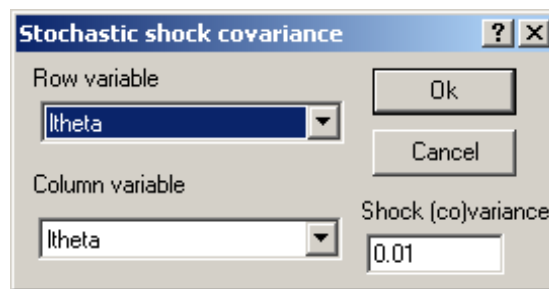 Stochastic shock covariance
Row variable
ltheta
Ok
Cancel
Column variable
ltheta
Shock (co)variance
0.01